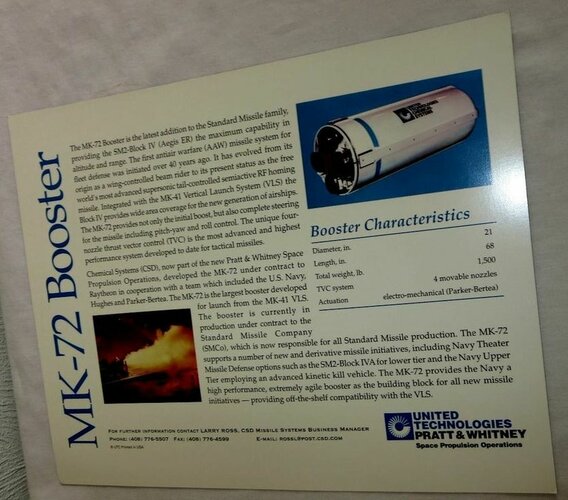 MK-72 Booster
The MK-72 Booster is the latest addition to the Standard Missile family,
providing the SM2-Block IV (Aegis ER) the maximum capability in
altitude and range. The first antiair warfare (AAW) missile system for
fleet defense was initiated over 40 years ago. It has evolved from its
origin as a wing-controlled beam rider to its present status as the free
world's most advanced supersonic tail-controlled semiactive RF homing
missile. Integrated with the MK-41 Vertical Launch System (VLS) the
Block IV provides wide area coverage for the new generation of airships.
The MK-72 provides not only the initial boost, but also complete steering
for the missile including pitch-yaw and roll control. The unique four-
nozzle thrust vector control (TVC) is the most advanced and highest
performance system developed to date for tactical missiles.
Chemical Systems (CSD), now part of the new Pratt & Whitney Space
Propulsion Operations, developed the MK-72 under contract to
Raytheon in cooperation with a team which included the U.S. Navy,
Hughes and Parker-Bertea. The MK-72 is the largest booster developed
for launch from the MK-41 VLS.
The booster is currently in
production under contract to the
Standard Missile Company
(SMCo), which is now responsible for all Standard Missile production. The MK-72
supports a number of new and derivative missile initiatives, including Navy Theater
Missile Defense options such as the SM2-Block IVA for lower tier and the Navy Upper
Tier employing an advanced kinetic kill vehicle. The MK-72 provides the Navy a
high performance, extremely agile booster as the building block for all new missile
initiatives — providing off-the-shelf compatibility with the VLS.
UNITED
TECHNOLOGIES
CHEMICAL
SYSTEMS
Booster Characteristics
Diameter, in. 21
Length, in. 68
Total weight, lb. 1,500
TVC system 4 movable nozzles
Actuation electro-mechanical (Parker-Bertea)
FOR FURTHER INFORMATION CONTACT LARRY ROSS, CSD MISSILE SYSTEMS BUSINESS MANAGER
PHONE: (408) 776-5507 FAX: (408) 776-4599 E-MAIL: ROSSL@POST.CSD.COM
© UTC Printed in USA
UNITED
TECHNOLOGIES
PRATT & WHITNEY
Space Propulsion Operations